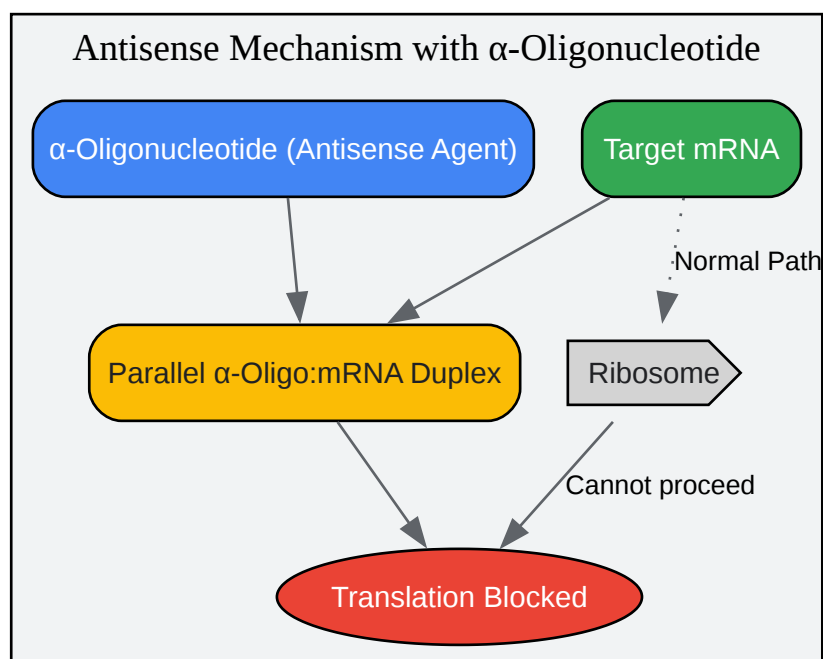 Antisense Mechanism with α-Oligonucleotide
α-Oligonucleotide (Antisense Agent)
Target mRNA
Normal Path
Parallel α-Oligo:mRNA Duplex
Ribosome
Cannot proceed
Translation Blocked